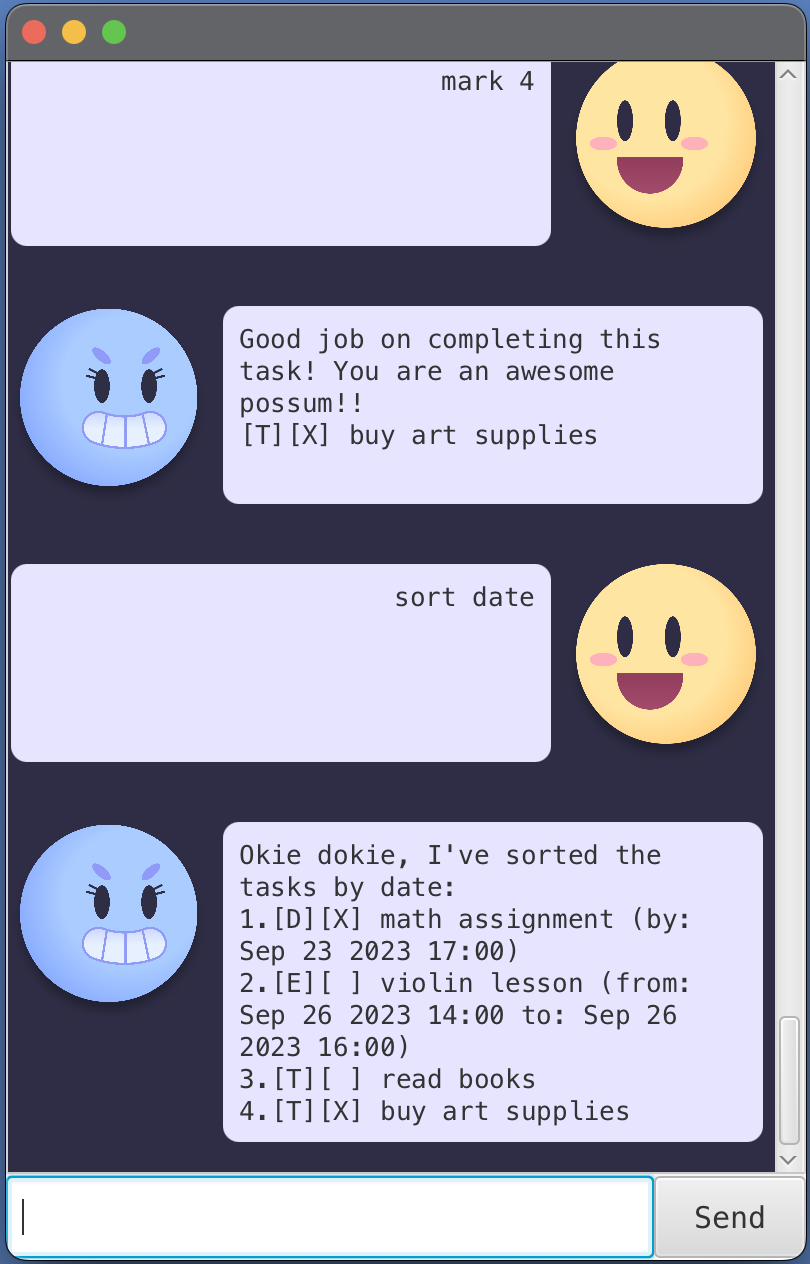 mark 4
Good job on completing this
task! You are an awesome
possum!!
[T][X] buy art supplies
sort date
Okie dokie, I've sorted the
tasks by date:
1.[D][X] math assignment (by:
Sep 23 2023 17:00)
2.[E][ ] violin lesson (from:
Sep 26 2023 14:00 to: Sep 26
2023 16:00)
3.[T][ ] read books
4.[T][X] buy art supplies
Send